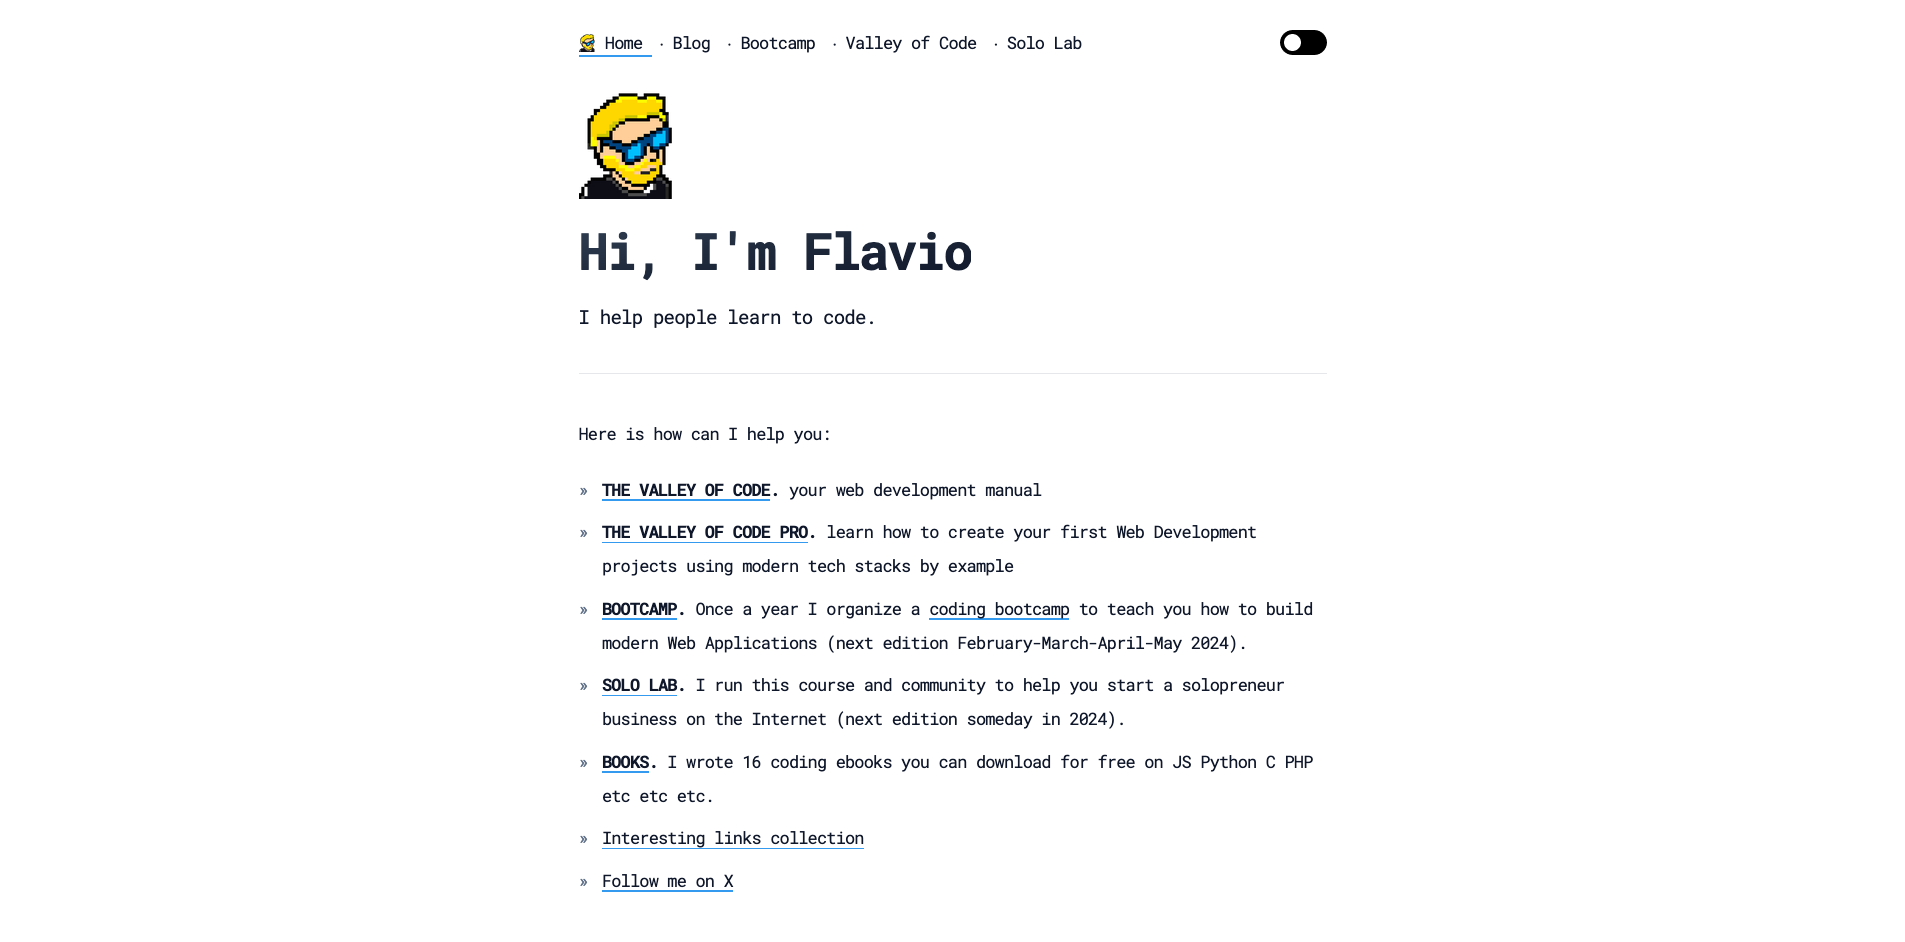 Home · Blog · Bootcamp · Valley of Code · Solo Lab
Hi, I'm Flavio
I help people learn to code.
Here is how can I help you:
» THE VALLEY OF CODE. your web development manual
» THE VALLEY OF CODE PRO. learn how to create your first Web Development
projects using modern tech stacks by example
» BOOTCAMP. Once a year I organize a coding bootcamp to teach you how to build
modern Web Applications (next edition February-March-April-May 2024).
» SOLO LAB. I run this course and community to help you start a solopreneur
business on the Internet (next edition someday in 2024).
» BOOKS. I wrote 16 coding ebooks you can download for free on JS Python C PHP
etc etc etc.
» Interesting links collection
» Follow me on X